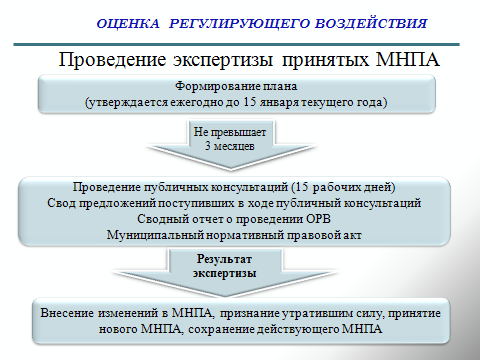 ОЦЕНКА РЕГУЛИРУЮЩЕГО ВОЗДЕЙСТВИЯ
Проведение экспертизы принятых МНПА
Формирование плана
(утверждается ежегодно до 15 января текущего года)
Не превышает
3 месяцев
Проведение публичных консультаций (15 рабочих дней)
Свод предложений поступивших в ходе публичный консультаций
Сводный отчет о проведении ОРВ
Муниципальный нормативный правовой акт
Результат
экспертизы
Внесение изменений в МНПА, признание утратившим силу, принятие
нового МНПА, сохранение действующего МНПА